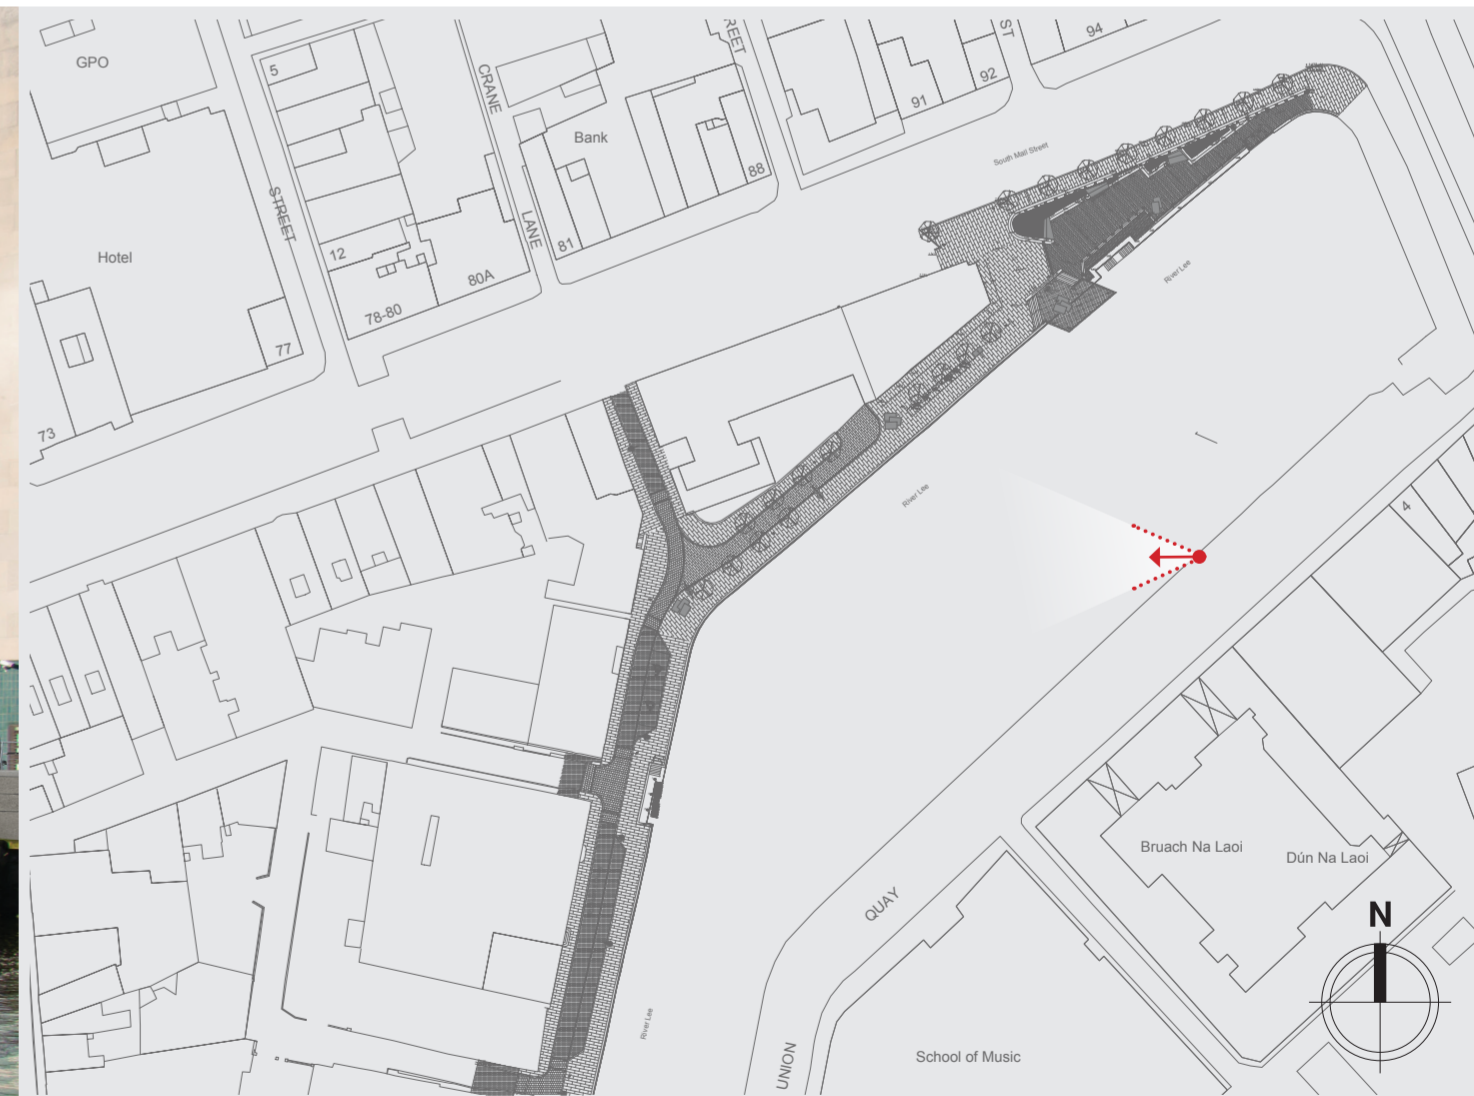 GPO
5
CRANE
REET
ST
94
92
91
Bank
88
South Mall Street
STREET
LANE
81
12
80A
Hotel
78-80
77
River Lee
73
River Lee
4
Bruach Na Laoi
Dún Na Laoi
QUAY
N
River Lee
UNION
School of Music